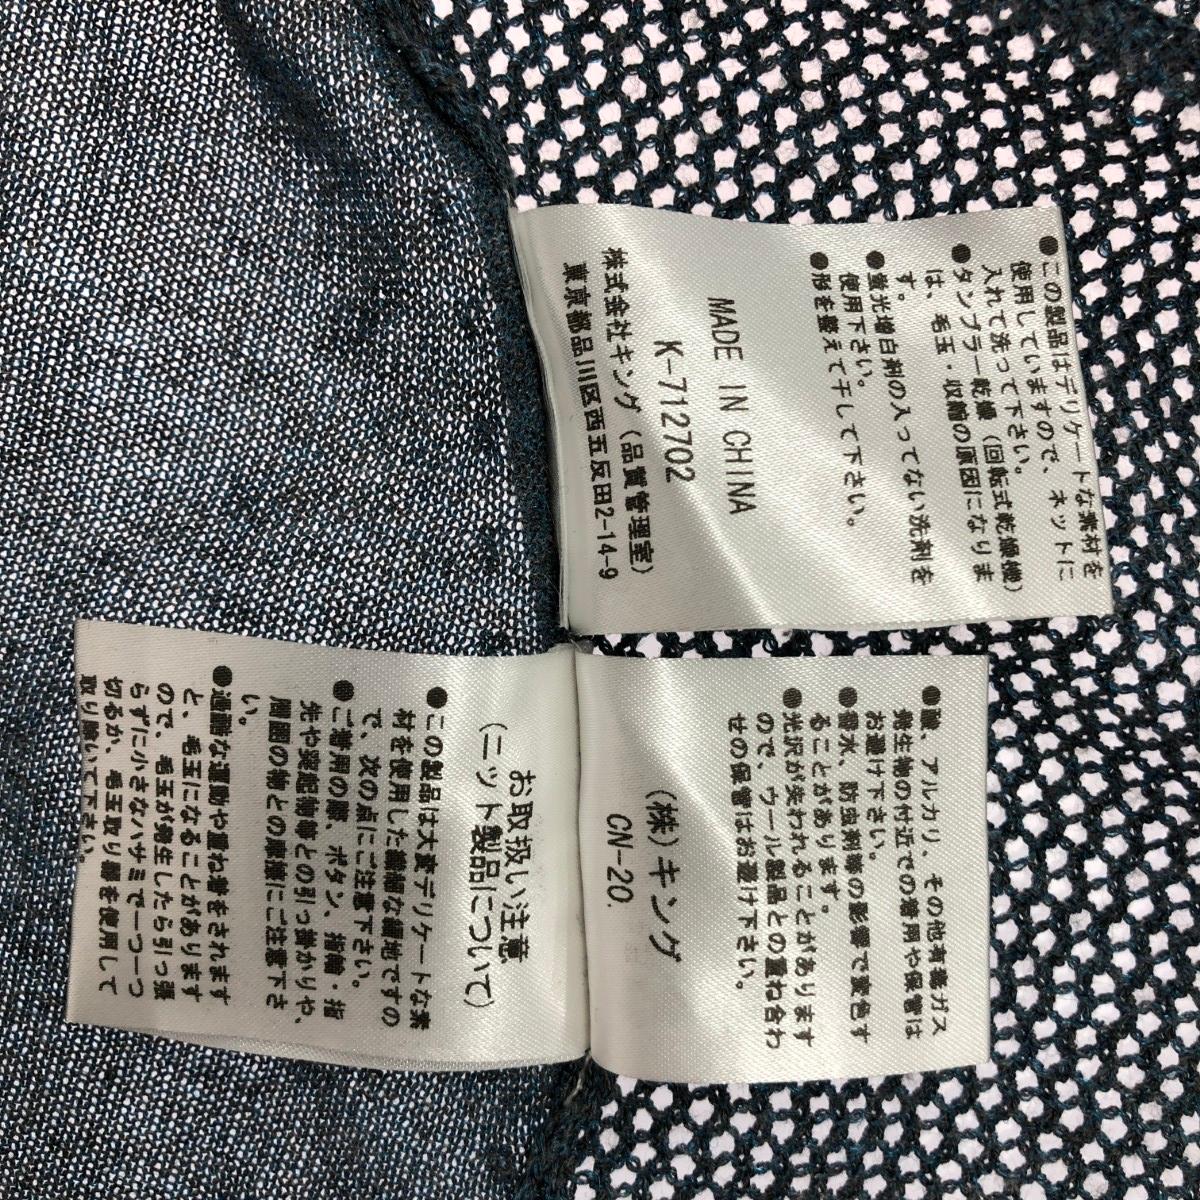 ●この製品はデリケートな素材を
使用していますので、ネットに
入れて洗って下さい。
●タンブラー乾燥（回転式乾燥機）
は、毛玉・収縮の原因になりま
す。
●蛍光増白剤の入ってない洗剤を
使用下さい。
●形を整えて干して下さい。
MADE IN CHINA
K-712702
株式会社キング（品質管理室）
東京都品川区西五反田2-14-9
お取扱い注意
（ニット製品について）
●この製品は大変デリケートな素
材を使用した繊細な編地ですの
で、次の点にご注意下さい。
●ご着用の際、ボタン、指輪・指
先や突起物等との引っ掛かりや、
周囲の物との摩擦にご注意下さ
い。
●過激な運動や重ね着をされます
と、毛玉になることがあります
ので、毛玉が発生したら引っ張
らずに小さなハサミで一つ一つ
切るか、毛玉取り器を使用して
取り除いて下さい。
●酸、アルカリ、その他有毒ガス
発生物の付近での着用や保管は
お避け下さい。
●香水、防虫剤等の影響で変色す
ることがあります。
●光沢が失われることがあります
ので、ウール製品との重ね合わ
せの保管はお避け下さい。
（株）キング
CN-20.